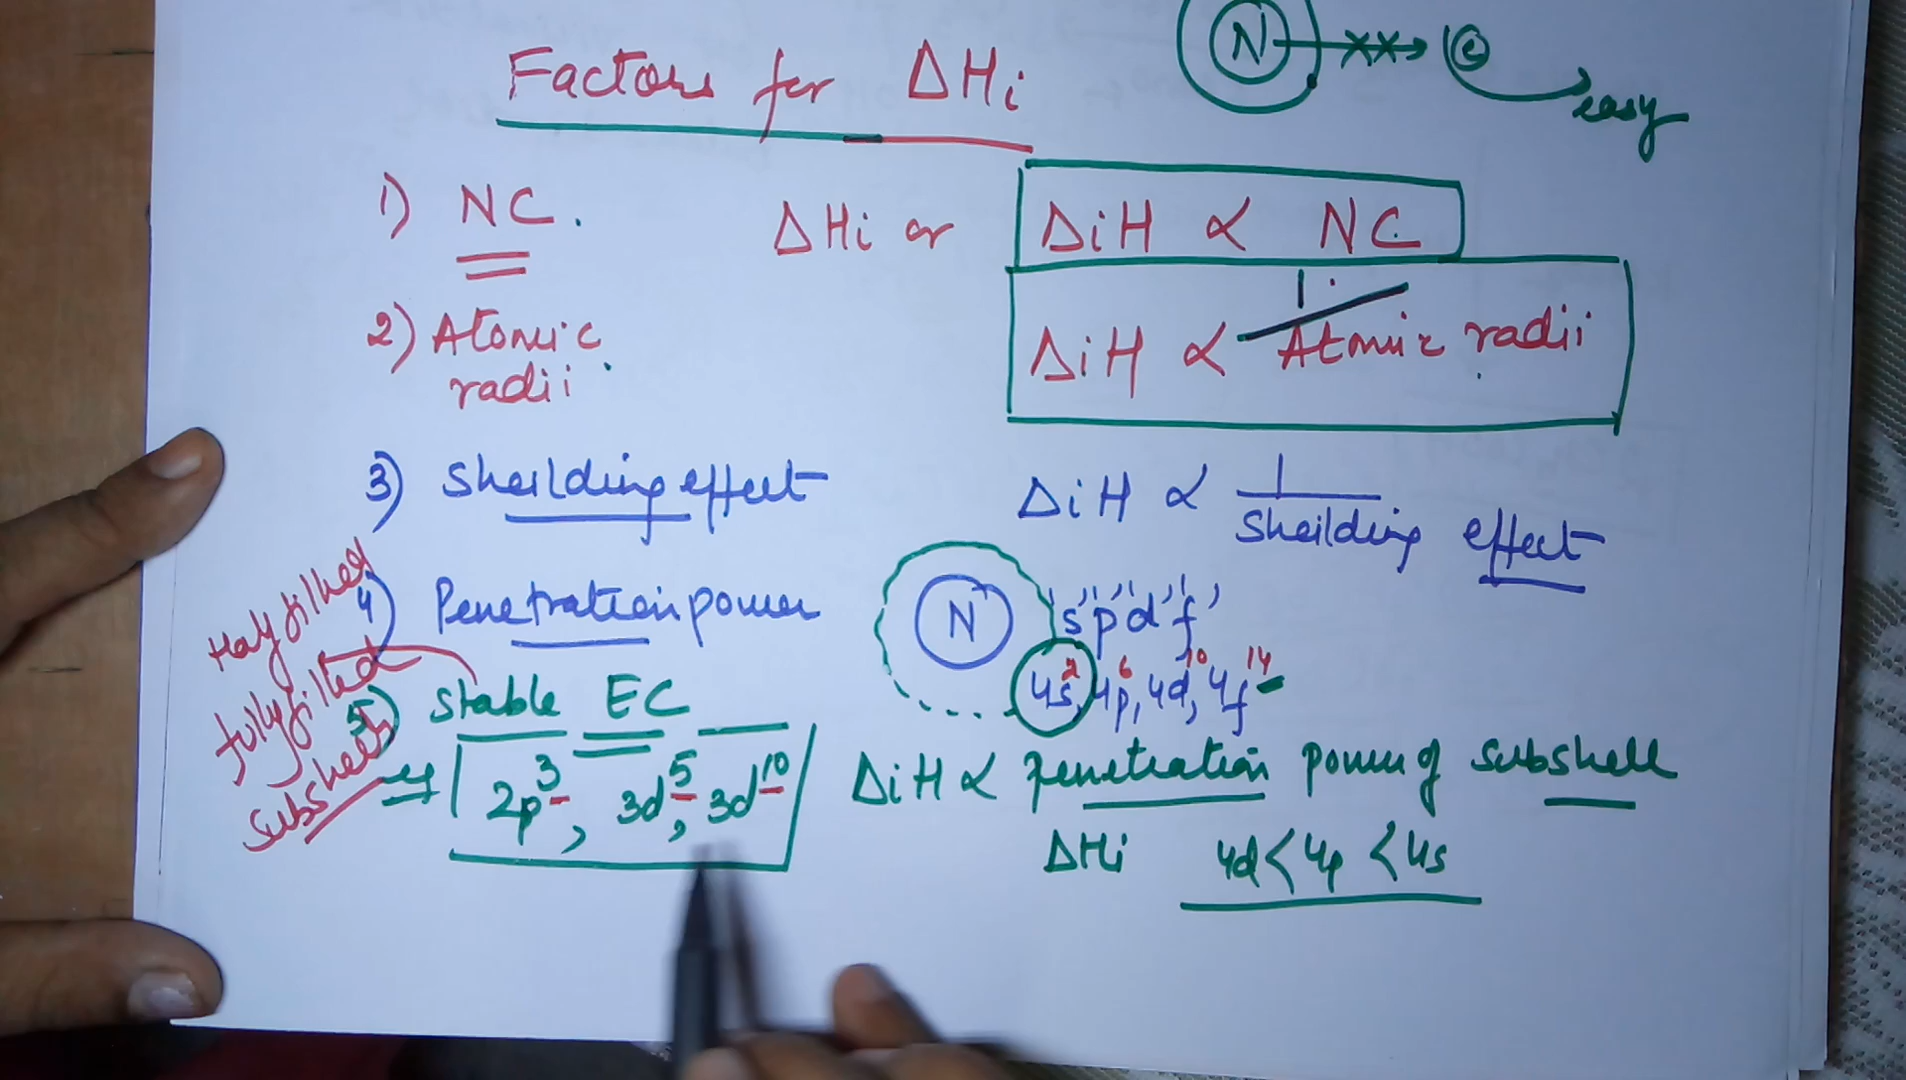 N xx e easy
Factors for ΔHi
1) NC. ΔHi or ΔiH ∝ NC
2) Atomic radii ΔiH ∝ 1/Atomic radii
3) Sheilding effect ΔiH ∝ 1/Sheilding effect
4) Penetration power N 's' 'p' 'd' 'f'
4s², 4p⁶, 4d¹⁰, 4f¹⁴
5) Stable EC
Half filled
fully filled
subshells
eg 2p³, 3d⁵, 3d¹⁰
ΔiH ∝ penetration power of subshell
ΔHi 4d < 4p < 4s